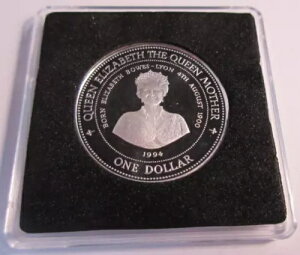 QUEEN ELIZABETH THE QUEEN MOTHER
BORN ELIZABETH BOWES-LYON 4TH AUGUST 1900
1994
ONE DOLLAR